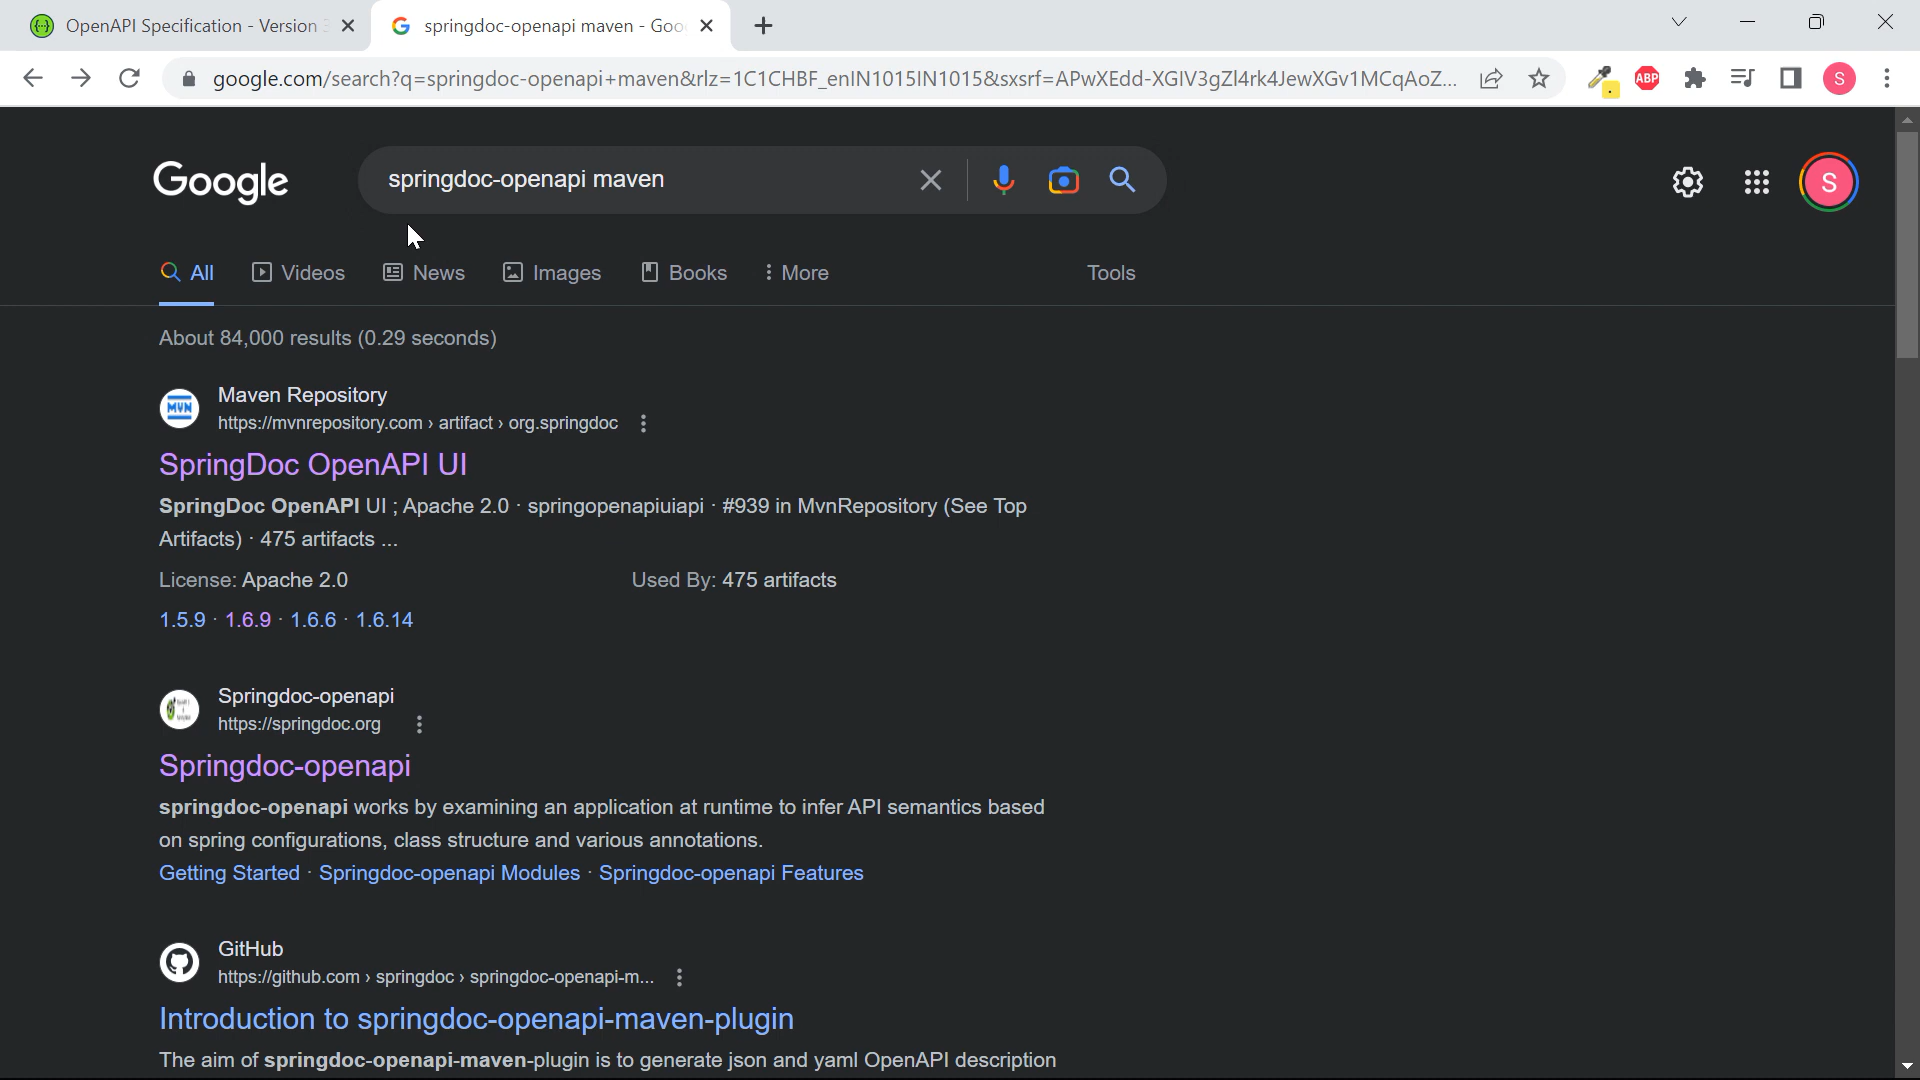 OpenAPI Specification - Version 3
springdoc-openapi maven - Goo
google.com/search?q=springdoc-openapi+maven&rlz=1C1CHBF_enIN1015IN1015&sxsrf=APwXEdd-XGIV3gZl4rk4JewXGv1MCqAoZ...
ABP
S
Google
springdoc-openapi maven
S
All
Videos
News
Images
Books
More
Tools
About 84,000 results (0.29 seconds)
MVN
Maven Repository
https://mvnrepository.com › artifact › org.springdoc
SpringDoc OpenAPI UI
SpringDoc OpenAPI UI ; Apache 2.0 · springopenapiuiapi · #939 in MvnRepository (See Top
Artifacts) · 475 artifacts ...
License: Apache 2.0
Used By: 475 artifacts
1.5.9 · 1.6.9 · 1.6.6 · 1.6.14
Springdoc-openapi
https://springdoc.org
Springdoc-openapi
springdoc-openapi works by examining an application at runtime to infer API semantics based
on spring configurations, class structure and various annotations.
Getting Started · Springdoc-openapi Modules · Springdoc-openapi Features
GitHub
https://github.com › springdoc › springdoc-openapi-m...
Introduction to springdoc-openapi-maven-plugin
The aim of springdoc-openapi-maven-plugin is to generate json and yaml OpenAPI description